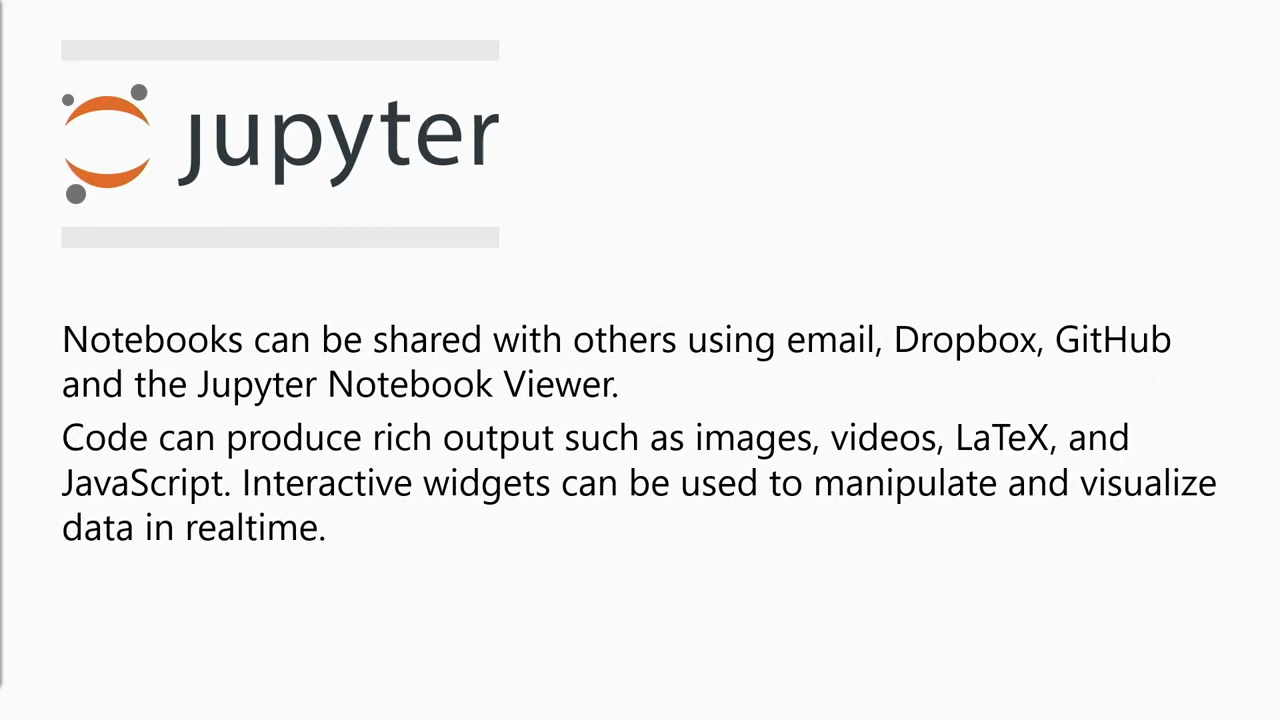 jupyter
Notebooks can be shared with others using email, Dropbox, GitHub
and the Jupyter Notebook Viewer.
Code can produce rich output such as images, videos, LaTeX, and
JavaScript. Interactive widgets can be used to manipulate and visualize
data in realtime.